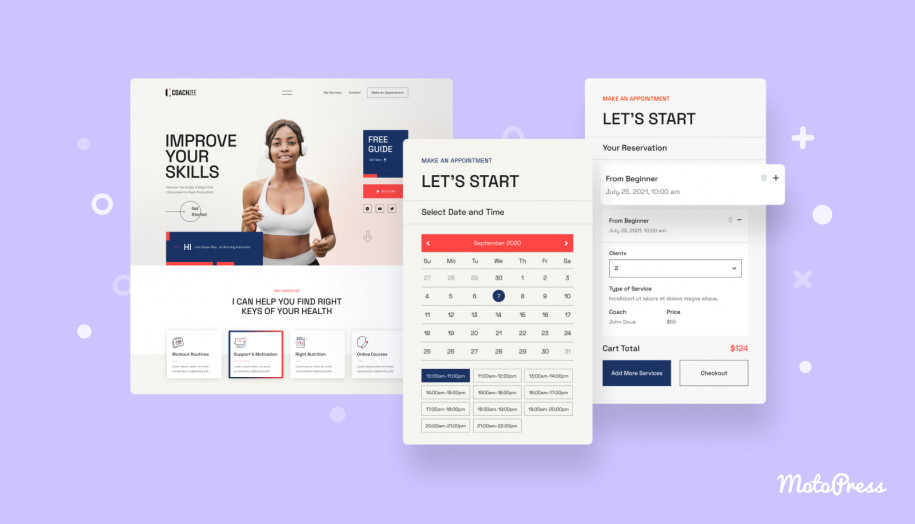 COACHZEE
My Services
Contact
Make an Appointment
IMPROVE
YOUR
SKILLS
Get
Started
FREE
GUIDE
Get Now
HI
I CAN HELP YOU FIND RIGHT
KEYS OF YOUR HEALTH
Workout Routines
Support & Motivation
Right Nutrition
Online Courses
MAKE AN APPOINTMENT
LET'S START
Select Date and Time
September 2020
Su Mo Tu We Th Fr Sa
27 28 29 30 1 2 3
4 5 6 7 8 9 10
11 12 13 14 15 16 17
18 19 20 21 22 23 24
25 26 27 28 29 30 31
10:00am-11:00pm 11:00am-12:00pm 13:00am-14:00pm
14:00am-15:00pm 15:00am-16:00pm 16:00am-17:00pm
17:00am-18:00pm 18:00am-19:00pm 19:00am-20:00pm
20:00am-21:00pm 21:00am-22:00pm
MAKE AN APPOINTMENT
LET'S START
Your Reservation
From Beginner
July 25, 2021, 10:00 am
From Beginner
July 25, 2021, 10:00 am
Clients
2
Type of Service
Incididunt ut labore et dolore magna aliqua.
Coach Price
John Doue $55
Cart Total $124
Add More Services
Checkout
MotoPress